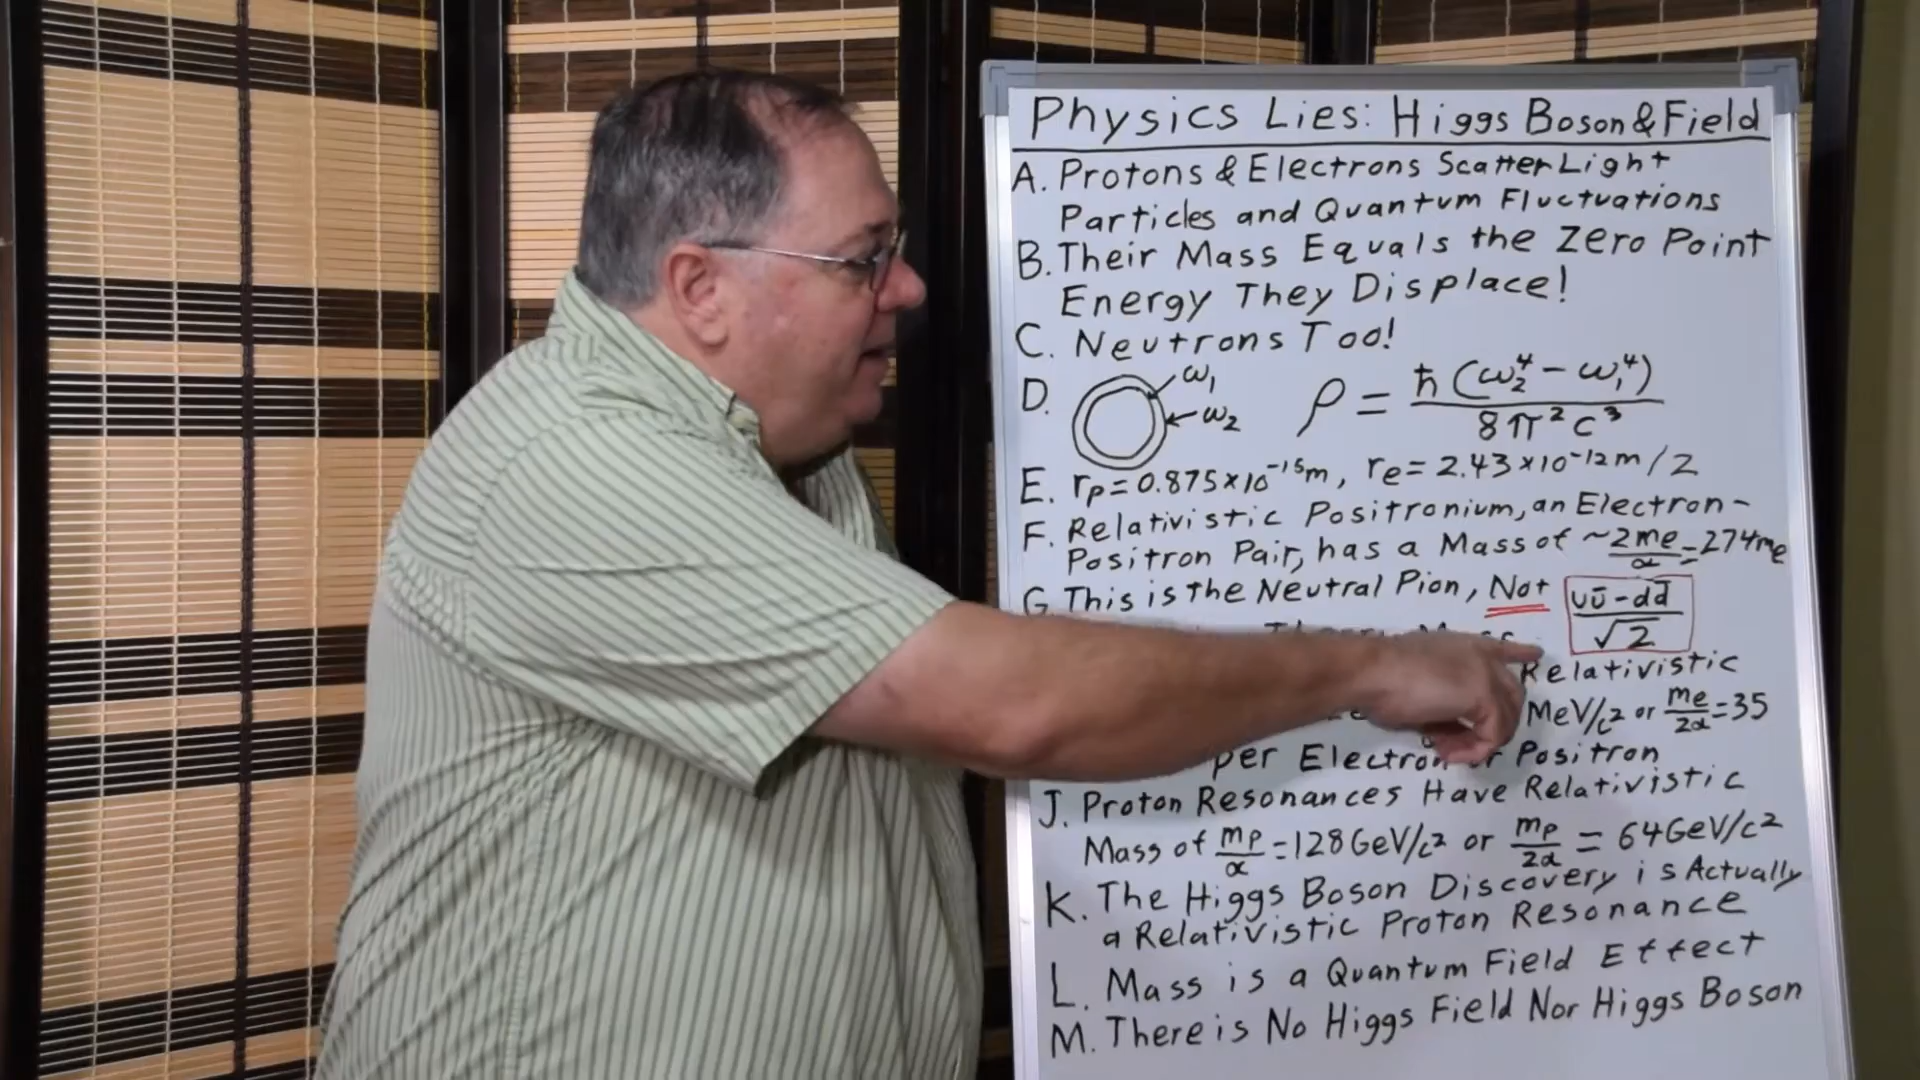 Physics Lies: Higgs Boson & Field
A. Protons & Electrons Scatter Light
Particles and Quantum Fluctuations
B. Their Mass Equals the Zero Point
Energy They Displace!
C. Neutrons Too!
D. ω₁ ω₂ ρ = ħ(ω₂⁴ - ω₁⁴) / 8π²c³
E. rp = 0.875×10⁻¹⁵m, re = 2.43×10⁻¹²m/2
F. Relativistic Positronium, an Electron-
Positron Pair, has a Mass of ~2me/α = 274me
G. This is the Neutral Pion, Not uū-dd̄/√2
Mass
Relativistic
MeV/c² or me/2α = 35
per Electron or Positron
J. Proton Resonances Have Relativistic
Mass of mp/α = 128GeV/c² or mp/2α = 64GeV/c²
K. The Higgs Boson Discovery is Actually
a Relativistic Proton Resonance
L. Mass is a Quantum Field Effect
M. There is No Higgs Field Nor Higgs Boson